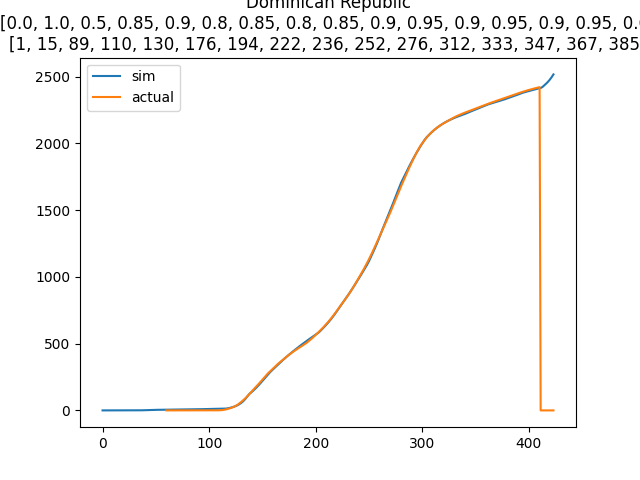 Dominican Republic
[0.0, 1.0, 0.5, 0.85, 0.9, 0.8, 0.85, 0.8, 0.85, 0.9, 0.95, 0.9, 0.95, 0.9, 0.95,
[1, 15, 89, 110, 130, 176, 194, 222, 236, 252, 276, 312, 333, 347, 367, 385
sim
actual
2500
2000
1500
1000
500
0
0 100 200 300 400